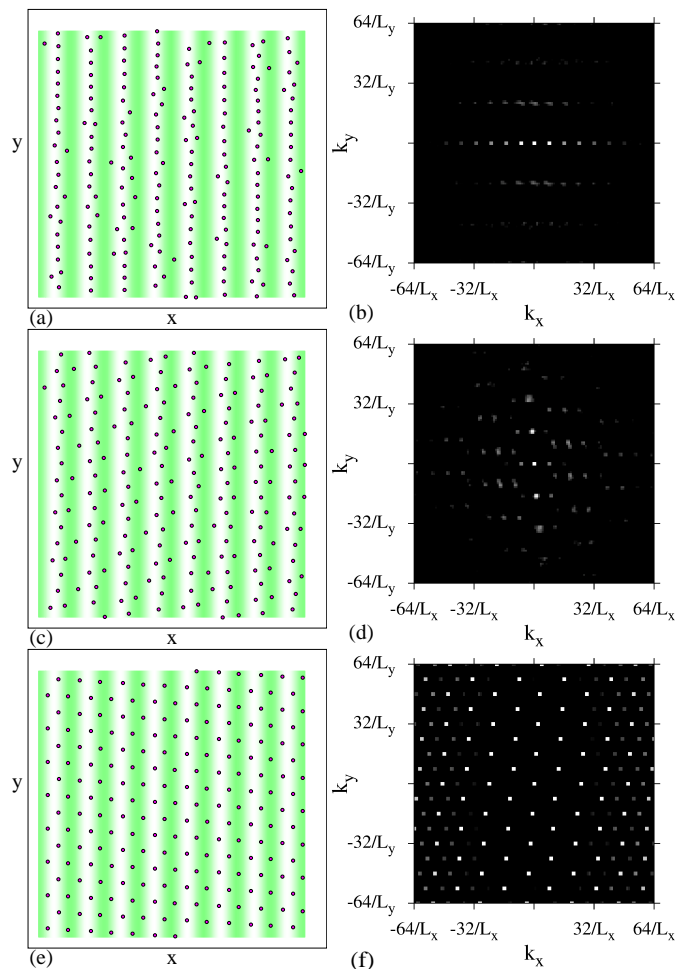 y
(a)
x
64/Ly
32/Ly
ky
-32/Ly
-64/Ly
-64/Lx -32/Lx 32/Lx 64/Lx
(b)
kx
y
(c)
x
64/Ly
32/Ly
ky
-32/Ly
-64/Ly
-64/Lx -32/Lx 32/Lx 64/Lx
(d)
kx
y
(e)
x
64/Ly
32/Ly
ky
-32/Ly
-64/Ly
-64/Lx -32/Lx 32/Lx 64/Lx
(f)
kx